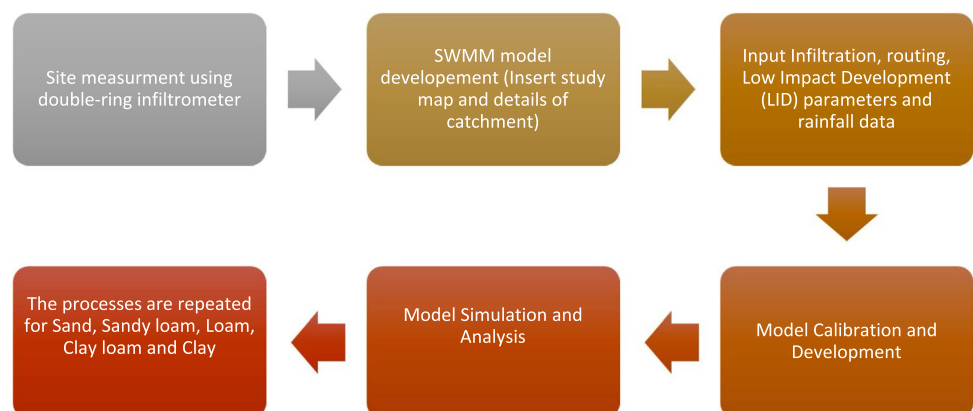 Site measurment using
double-ring infiltrometer
SWMM model
developement (Insert study
map and details of
catchment)
Input Infiltration, routing,
Low Impact Development
(LID) parameters and
rainfall data
Model Calibration and
Development
Model Simulation and
Analysis
The processes are repeated
for Sand, Sandy loam, Loam,
Clay loam and Clay